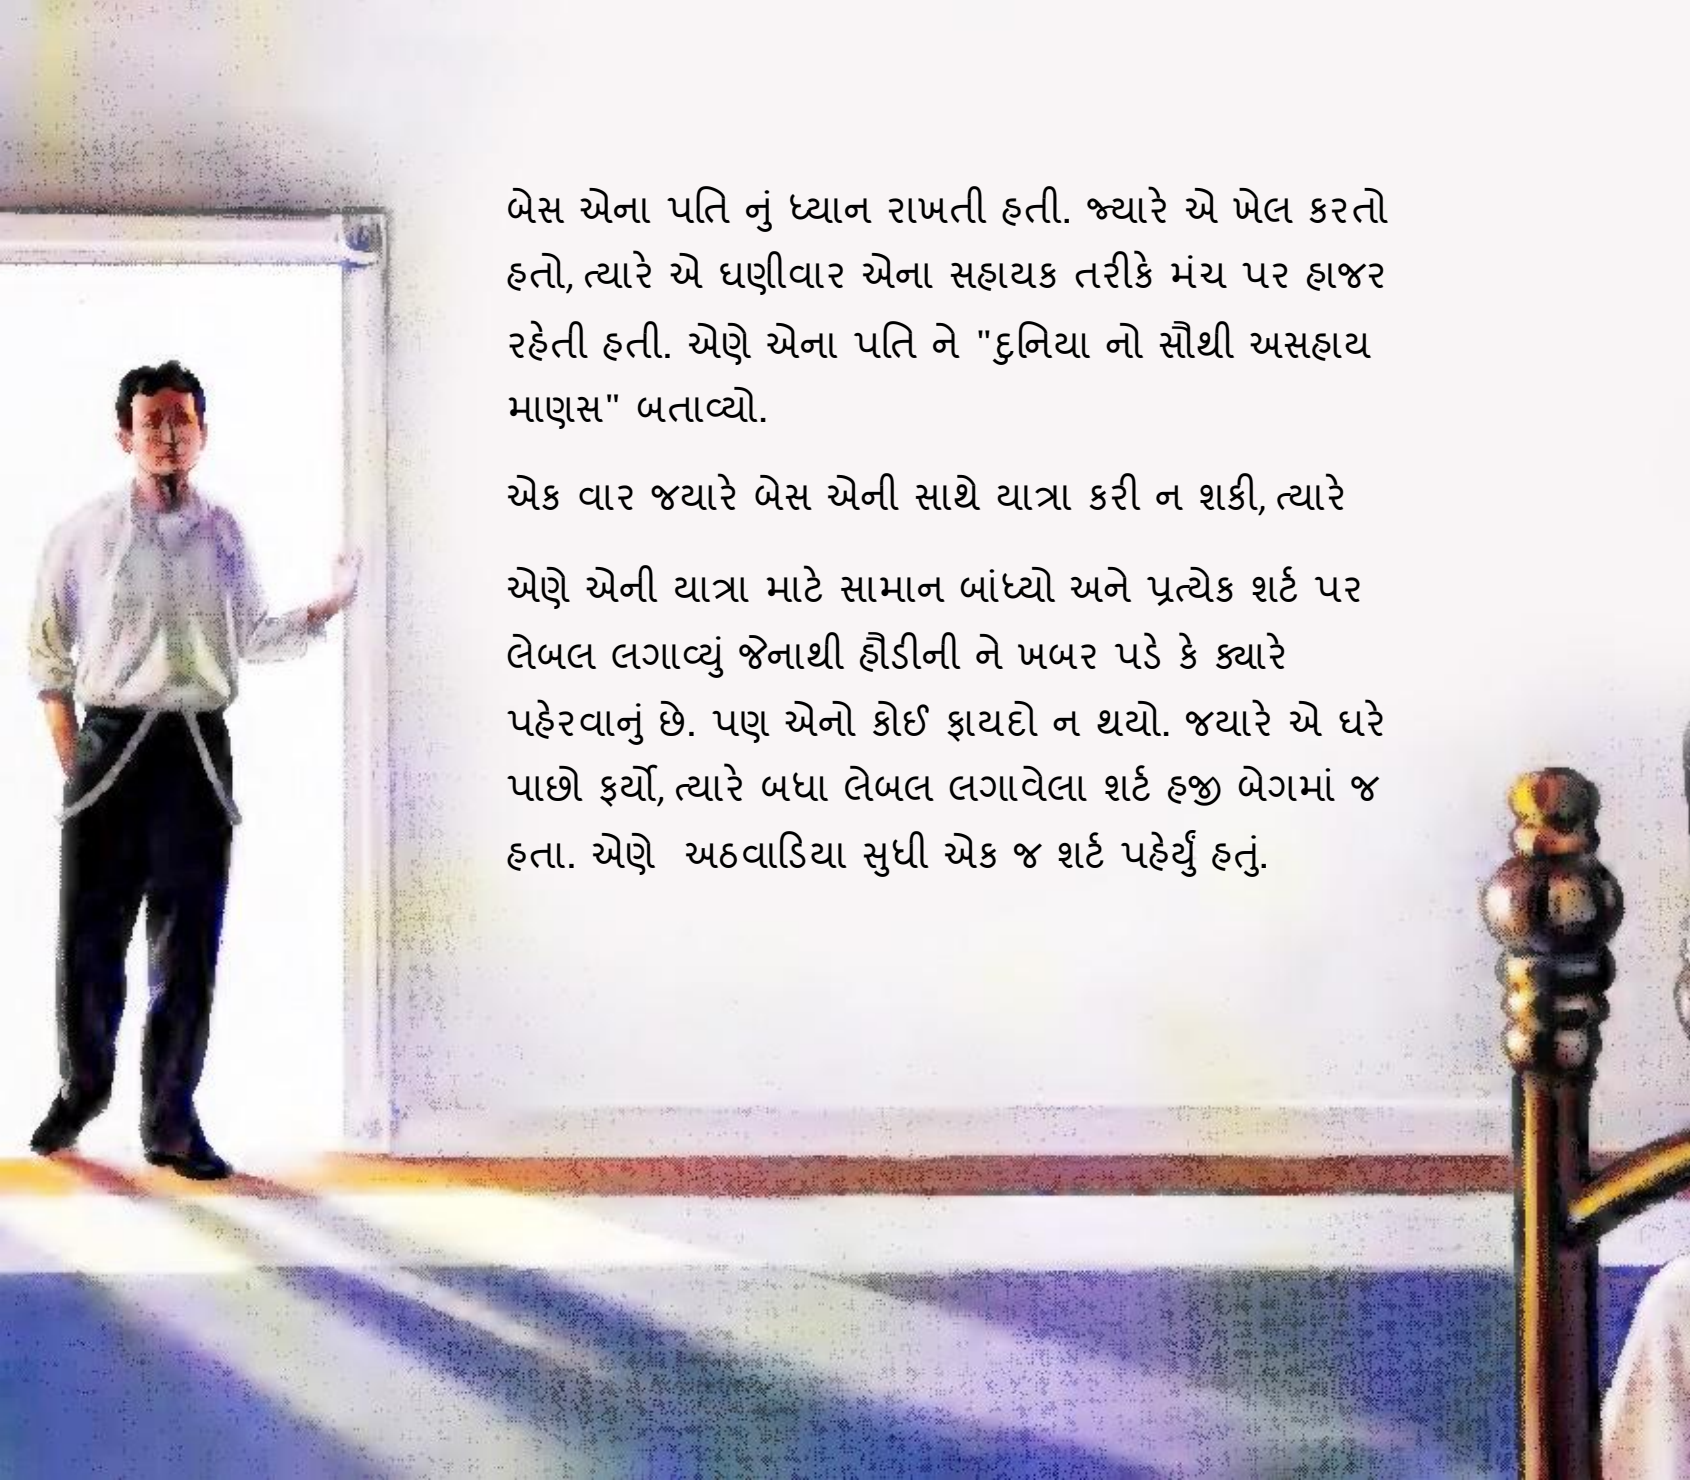 બેસ એના પતિ નું ધ્યાન રાખતી હતી. જ્યારે એ ખેલ કરતો
હતો, ત્યારે એ ઘણીવાર એના સહાયક તરીકે મંચ પર હાજર
રહેતી હતી. એણે એના પતિ ને "દુનિયા નો સૌથી અસહાય
માણસ" બતાવ્યો.
એક વાર જયારે બેસ એની સાથે યાત્રા કરી ન શકી, ત્યારે
એણે એની યાત્રા માટે સામાન બાંધ્યો અને પ્રત્યેક શર્ટ પર
લેબલ લગાવ્યું જેનાથી હૌડીની ને ખબર પડે કે ક્યારે
પહેરવાનું છે. પણ એનો કોઈ ફાયદો ન થયો. જયારે એ ઘરે
પાછો ફર્યો, ત્યારે બધા લેબલ લગાવેલા શર્ટ હજી બેગમાં જ
હતા. એણે અઠવાડિયા સુધી એક જ શર્ટ પહેર્યું હતું.